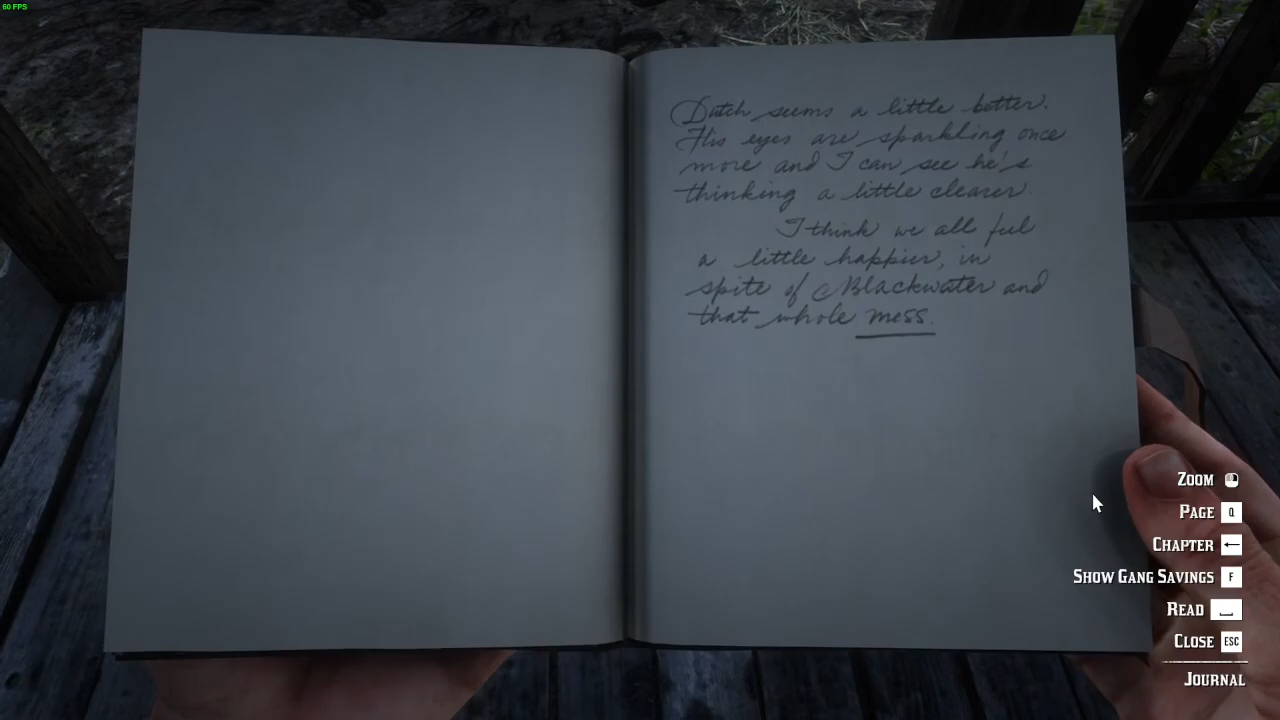 60 FPS
Dutch seems a little better.
His eyes are sparkling once
more and I can see he's
thinking a little clearer.
I think we all feel
a little happier, in
spite of Blackwater and
that whole mess.
ZOOM
PAGE Q
CHAPTER ←
SHOW GANG SAVINGS F
READ
CLOSE ESC
JOURNAL